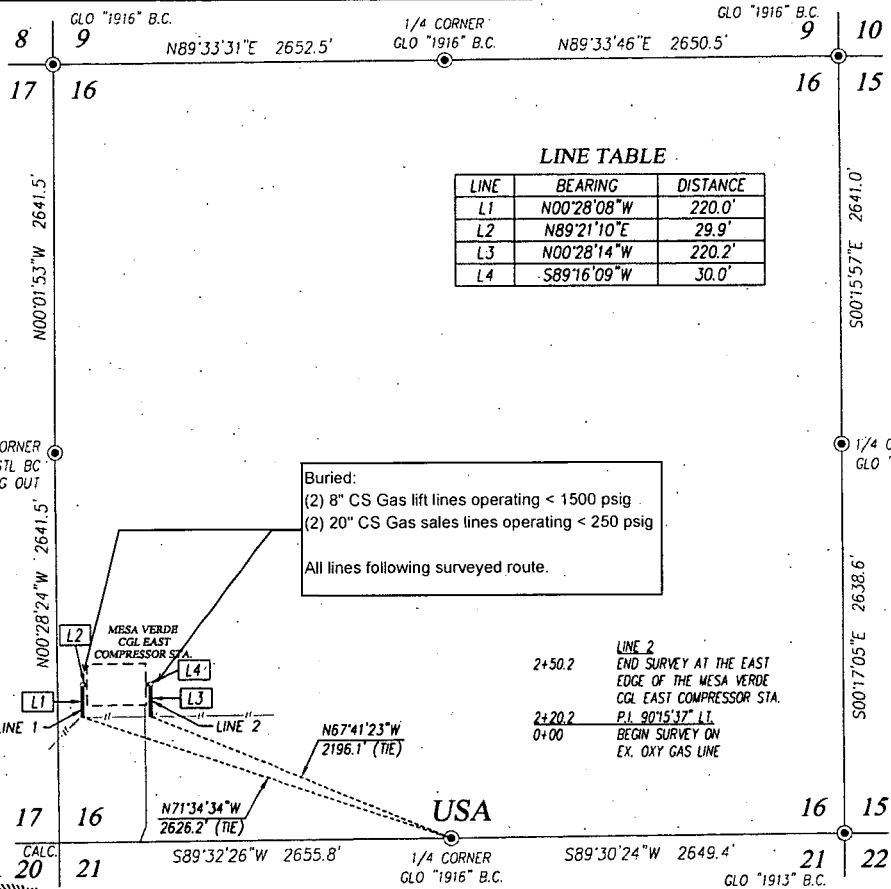 GLO "1916" B.C.
1/4 CORNER
GLO "1916" B.C.
GLO "1916" B.C.
8 9
N89°33'31"E 2652.5'
N89°33'46"E 2650.5'
9 10
17 16
16 15
LINE TABLE
LINE BEARING DISTANCE
L1 N00°28'08"W 220.0'
L2 N89°21'10"E 29.9'
L3 N00°28'14"W 220.2'
L4 S89°16'09"W 30.0'
N00°01'53"W 2641.5'
S00°15'57"E 2641.0'
ORNER
STL BC
G OUT
1/4 C
GLO "
Buried:
(2) 8" CS Gas lift lines operating < 1500 psig
(2) 20" CS Gas sales lines operating < 250 psig
All lines following surveyed route.
N00°28'24"W 2641.5'
S00°17'05"E 2638.6'
MESA VERDE
CGL EAST
COMPRESSOR STA.
L2
L4
L1
L3
LINE 1
LINE 2
LINE 2
2+50.2 END SURVEY AT THE EAST
EDGE OF THE MESA VERDE
CGL EAST COMPRESSOR STA.
2+20.2 P.I. 90°15'37" LT.
0+00 BEGIN SURVEY ON
EX. OXY GAS LINE
N67°41'23"W
2196.1' (TIE)
N71°34'34"W
2626.2' (TIE)
USA
17 16
16 15
CALC.
20 21
S89°32'26"W 2655.8'
1/4 CORNER
GLO "1916" B.C.
S89°30'24"W 2649.4'
21 22
GLO "1913" B.C.